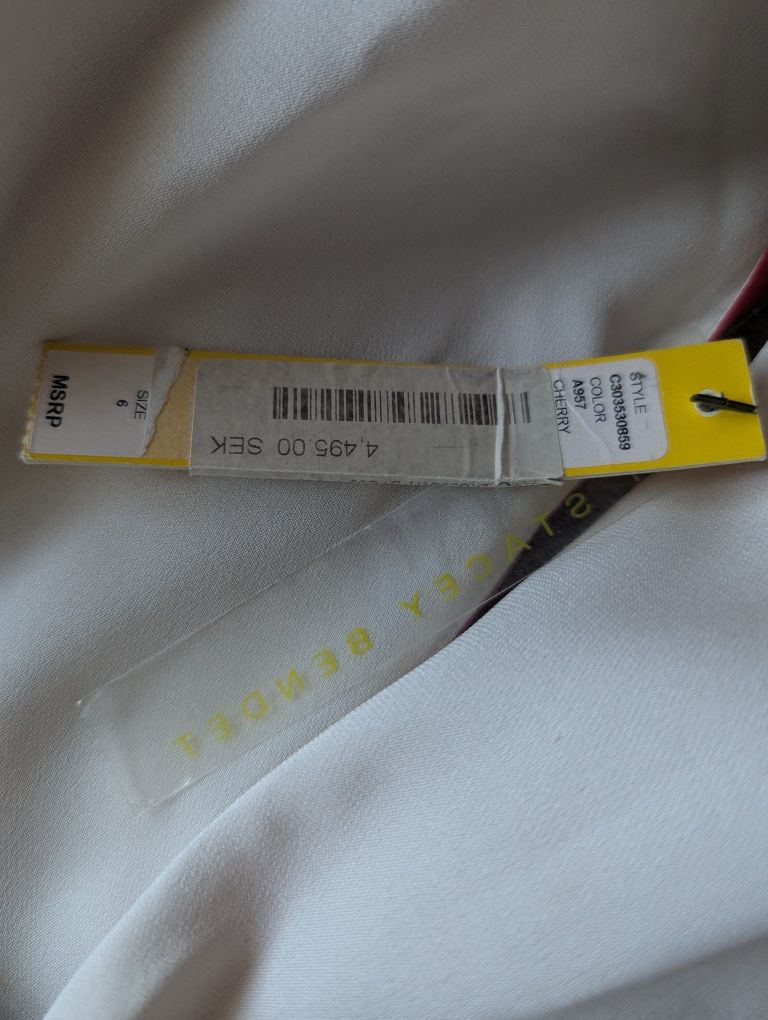 STYLE
C303530859
COLOR
A957
CHERRY
4,495.00 SEK
SIZE
6
MSRP
STACEY BENDET